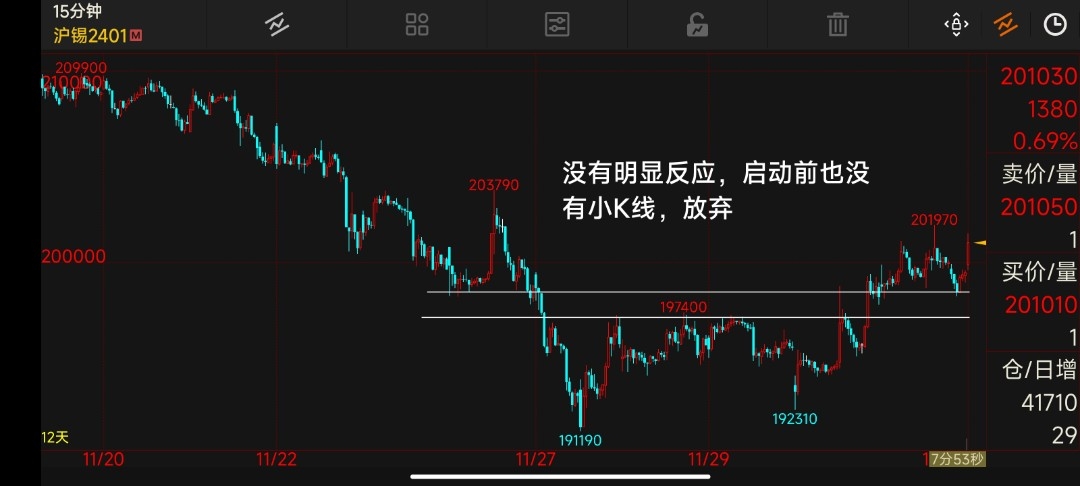 15分钟
沪锡2401M
209900
210000
203790
没有明显反应，启动前也没
有小K线，放弃
201970
200000
197400
191190
192310
12天
11/20
11/22
11/27
11/29
7分53秒
201030
1380
0.69%
卖价/量
201050
1
买价/量
201010
1
仓/日增
41710
29